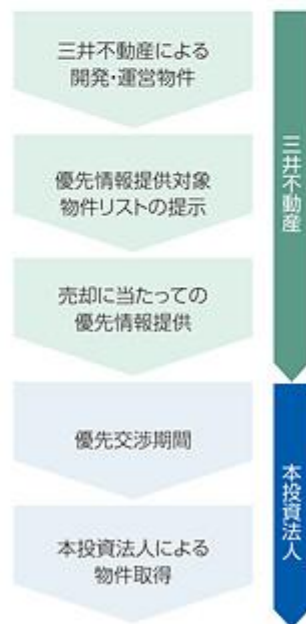 三井不動産による
開発・運営物件
優先情報提供対象
物件リストの提示
売却に当たっての
優先情報提供
優先交渉期間
本投資法人による
物件取得
三井不動産
本投資法人